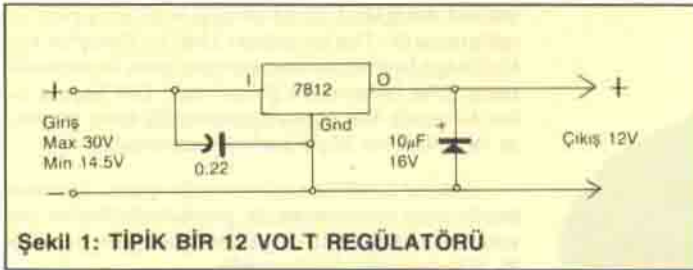 I
7812
O
+
+
Giriş
Max 30V
Min 14.5V
Gnd
0.22
+
10µF
16V
Çıkış 12V
−
Şekil 1: TİPİK BİR 12 VOLT REGÜLATÖRÜ